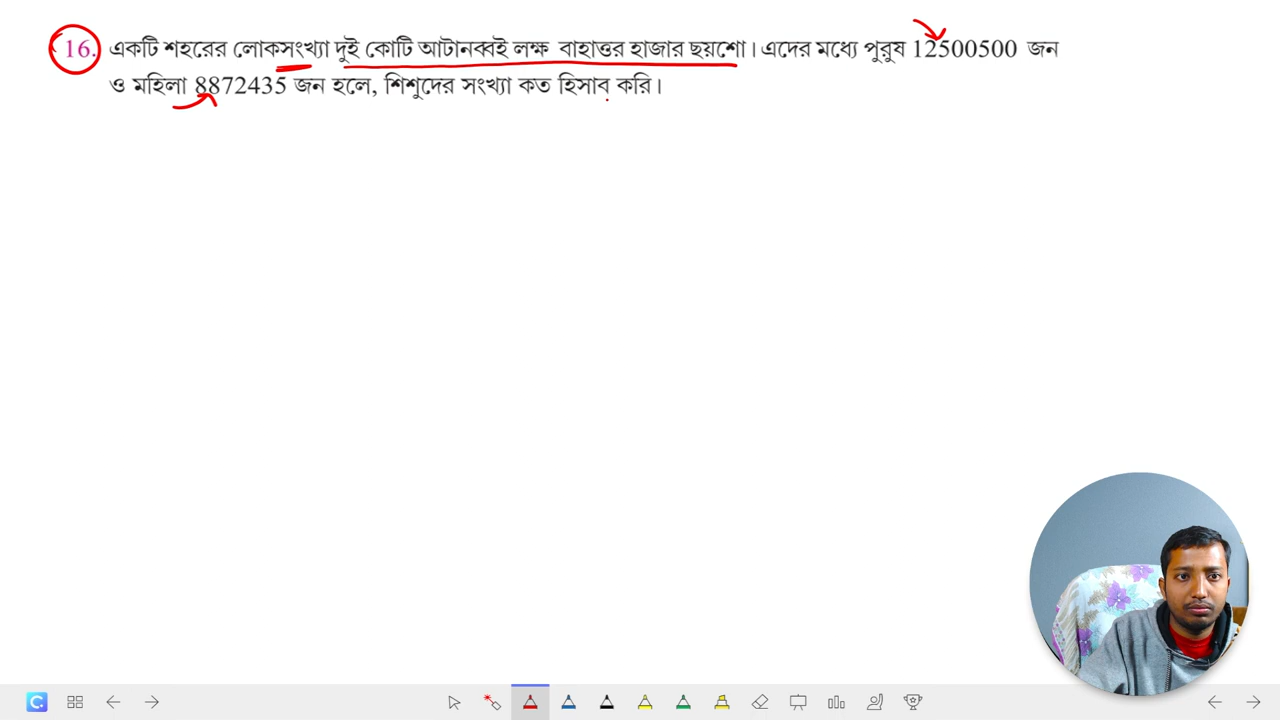 16. একটি শহরের লোকসংখ্যা দুই কোটি আটানব্বই লক্ষ বাহাত্তর হাজার ছয়শো। এদের মধ্যে পুরুষ 12500500 জন
ও মহিলা 8872435 জন হলে, শিশুদের সংখ্যা কত হিসাব করি।